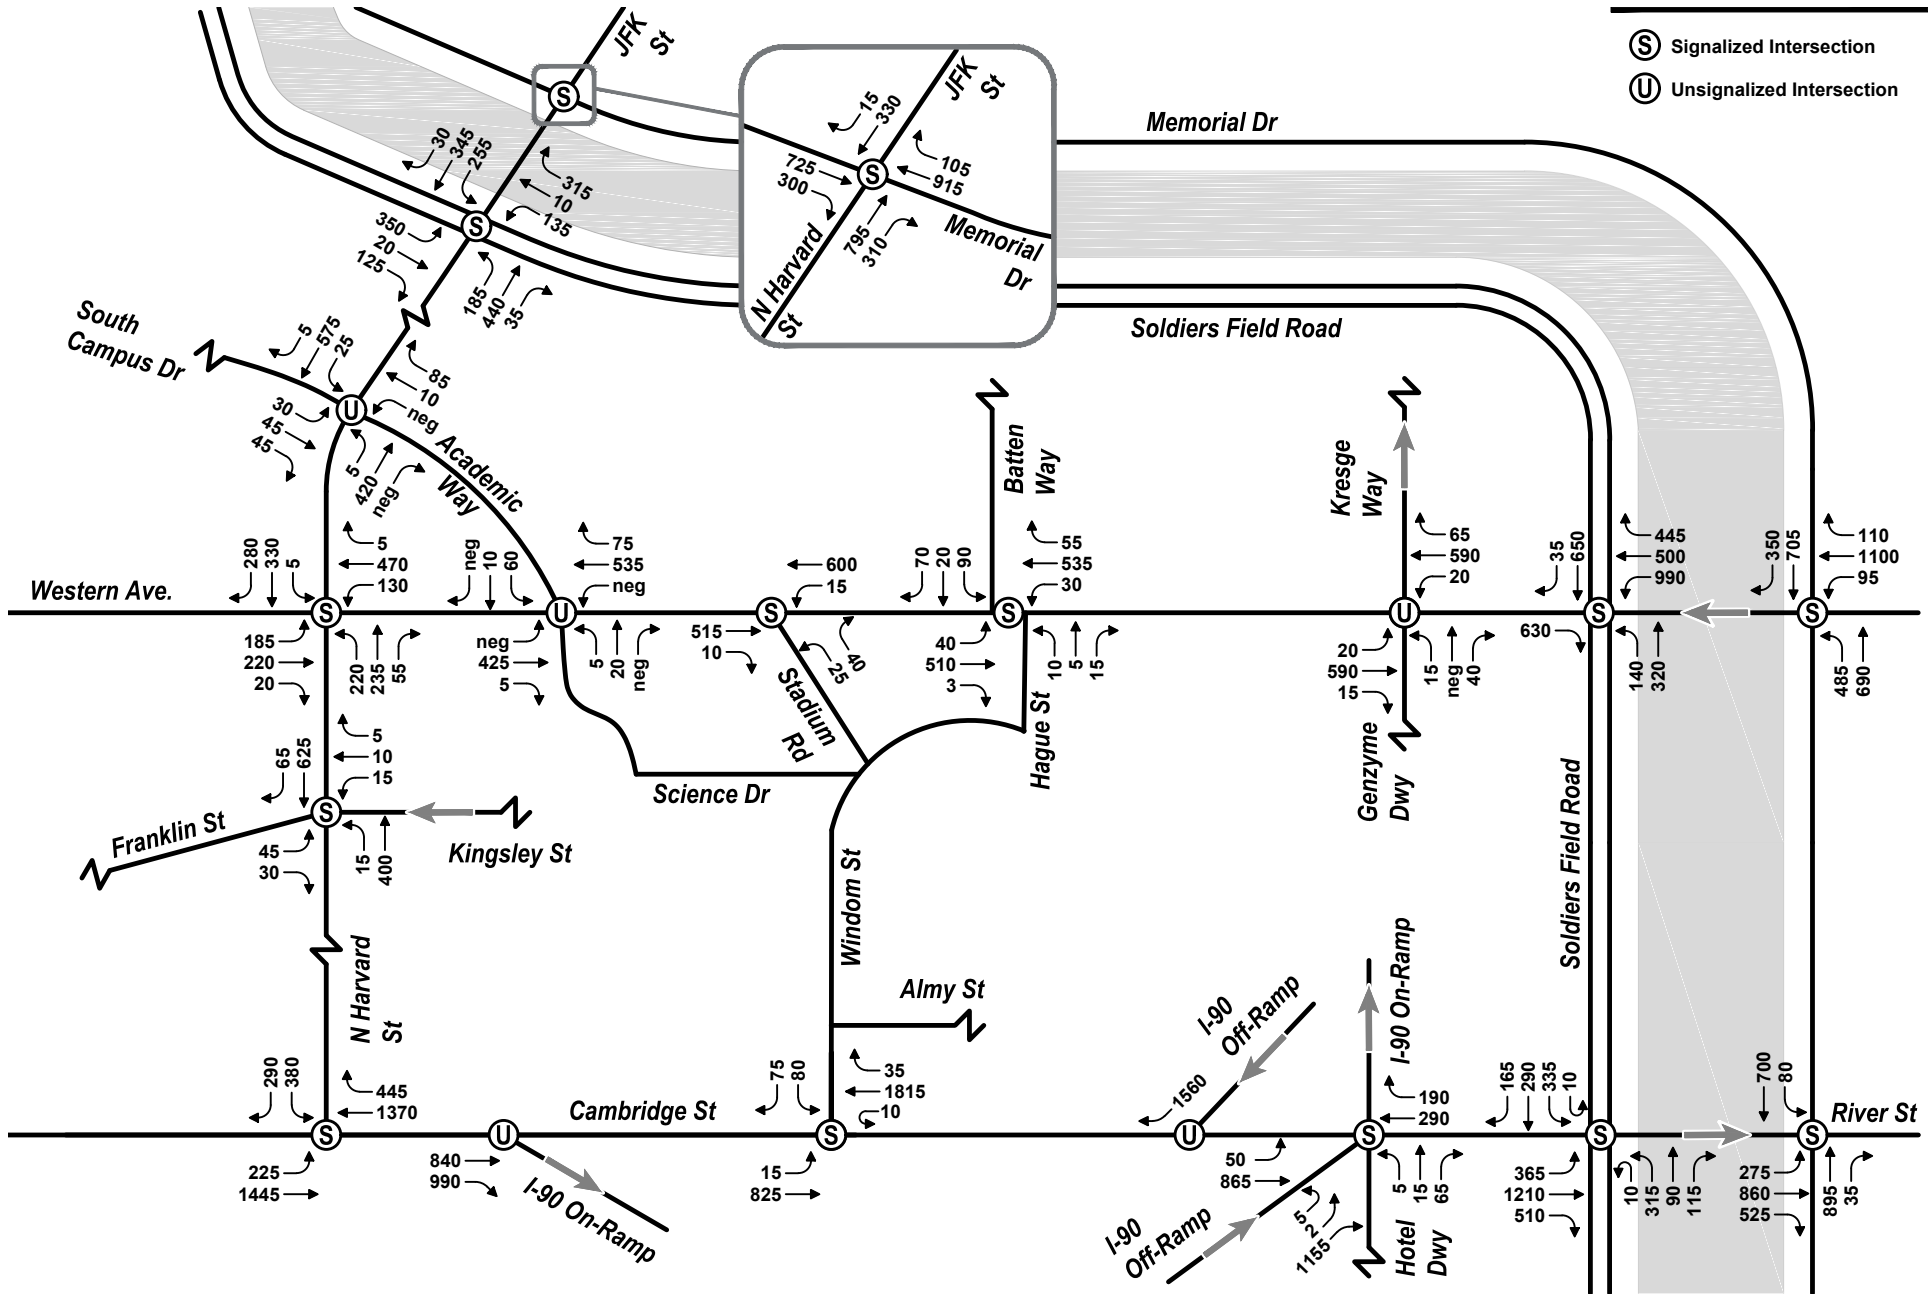 JFK
St
S
S Signalized Intersection
U Unsignalized Intersection
JFK
St
15
330
105
915
725
300
S
795
310
N Harvard
St
Memorial
Dr
Memorial Dr
Soldiers Field Road
30
345
255
315
10
135
350
20
125
S
185
440
35
South
Campus Dr
5
575
25
85
10
neg
30
45
45
U
5
420
neg
Academic
Way
Batten
Way
Kresge
Way
Western Ave.
280
330
5
5
470
130
S
185
220
20
220
235
55
neg
10
60
75
535
neg
U
neg
425
5
5
20
neg
600
15
S
515
10
40
25
Stadium
Rd
70
20
90
55
535
30
S
40
510
3
10
5
15
Hague St
65
590
20
U
20
590
15
15
neg
40
Genzyme
Dwy
35
650
445
500
990
S
630
140
320
350
705
110
1100
95
S
485
690
65
625
5
10
15
S
45
30
15
400
Franklin St
Kingsley St
Science Dr
Windom St
Soldiers Field Road
N Harvard
St
Almy St
I-90
Off-Ramp
I-90 On-Ramp
290
380
445
1370
S
225
1445
Cambridge St
U
840
990
I-90 On-Ramp
75
80
35
1815
10
S
15
825
1560
U
190
290
S
50
865
5
2
1155
5
15
65
I-90
Off-Ramp
Hotel
Dwy
165
290
335
10
S
365
1210
510
10
315
90
115
700
80
River St
S
275
860
525
895
35